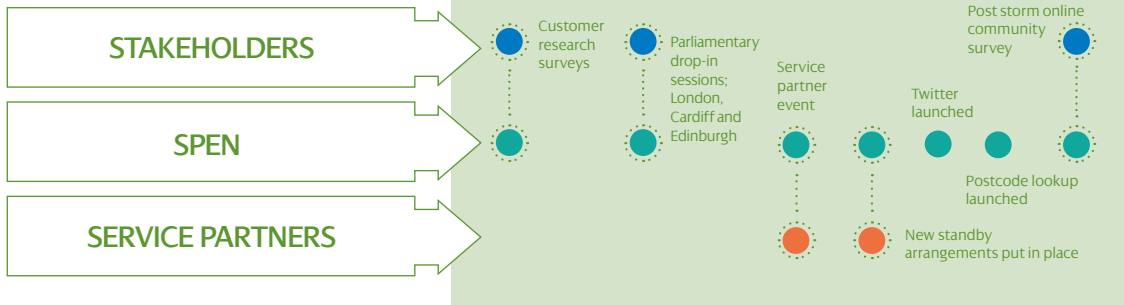 STAKEHOLDERS
SPEN
SERVICE PARTNERS
Customer
research
surveys
Parliamentary
drop-in
sessions;
London,
Cardiff and
Edinburgh
Service
partner
event
Twitter
launched
Postcode lookup
launched
New standby
arrangements put in place
Post storm online
community
survey